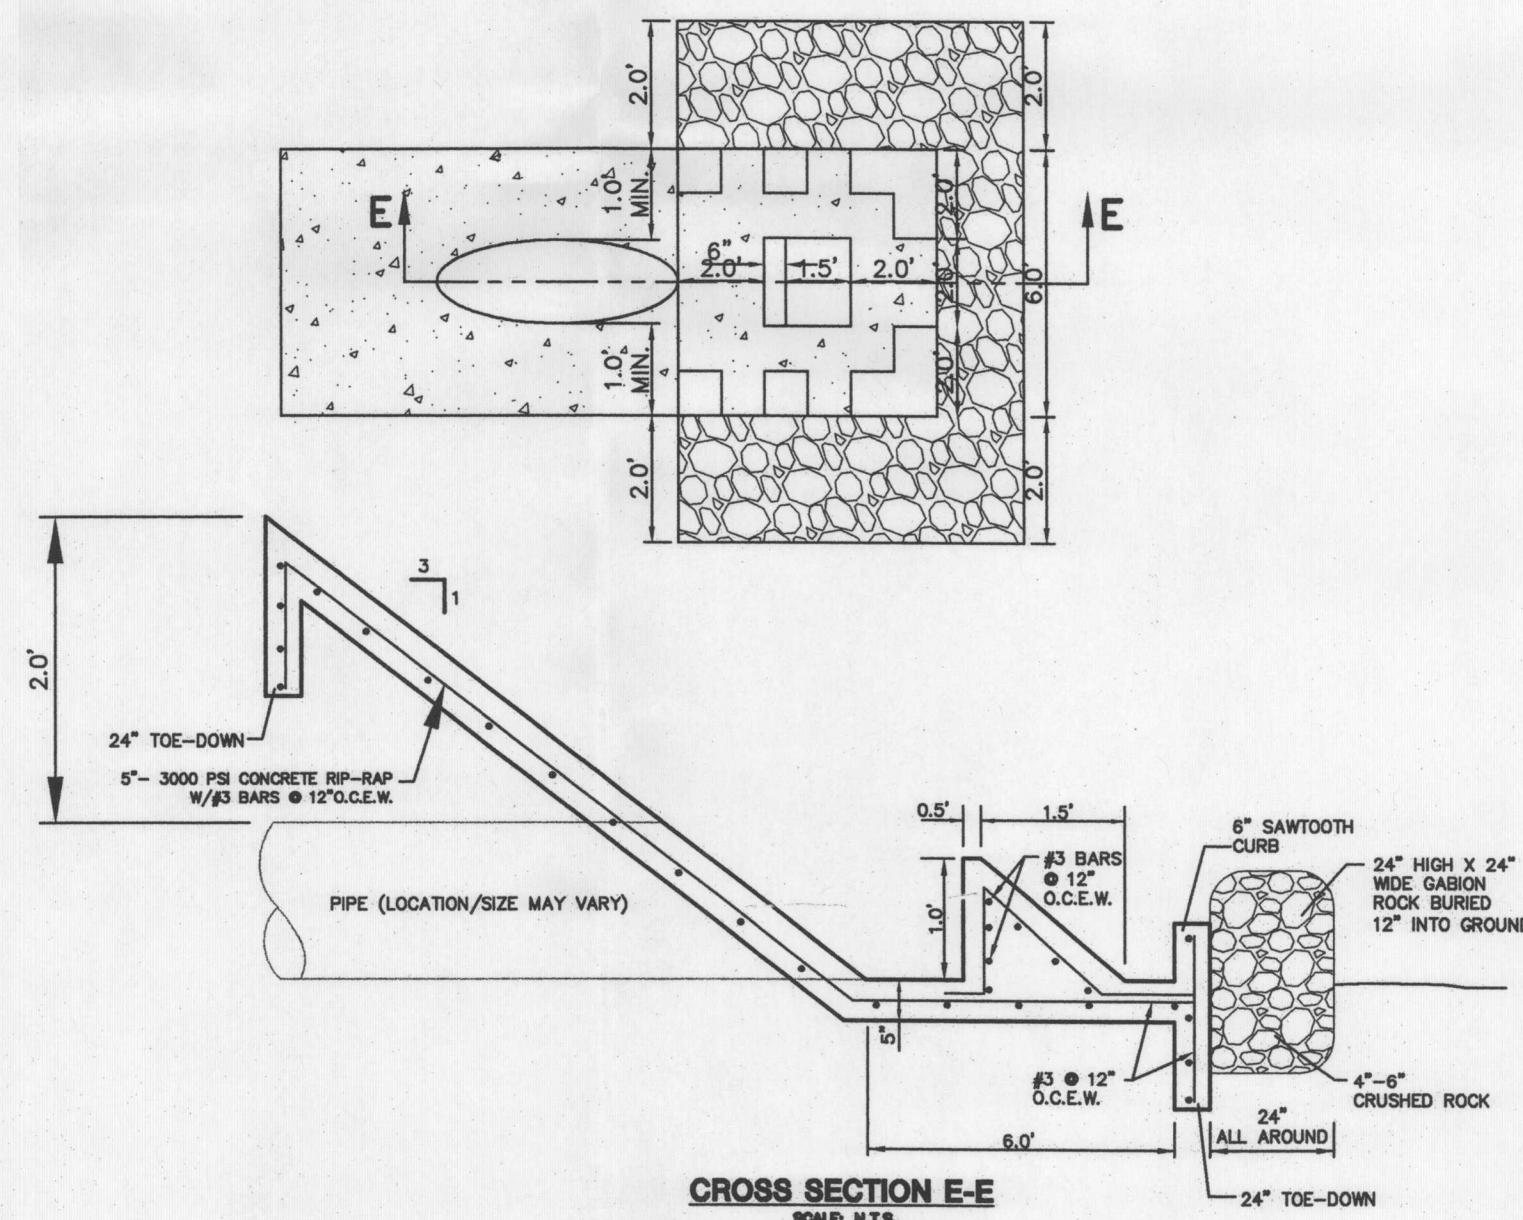 2.0'
2.0'
1.0'
MIN.
2.0'
E
E
6"
2.0'
1.5'
2.0'
2.0'
6.0'
1.0'
MIN.
2.0'
2.0'
2.0'
3
1
2.0'
24" TOE-DOWN
5"- 3000 PSI CONCRETE RIP-RAP
W/#3 BARS @ 12"O.C.E.W.
PIPE (LOCATION/SIZE MAY VARY)
0.5'
1.5'
#3 BARS
@ 12"
O.C.E.W.
1.0'
6" SAWTOOTH
CURB
24" HIGH X 24"
WIDE GABION
ROCK BURIED
12" INTO GROUND
5"
#3 @ 12"
O.C.E.W.
4"-6"
CRUSHED ROCK
24"
ALL AROUND
6.0'
24" TOE-DOWN
CROSS SECTION E-E
SCALE: N.T.S.